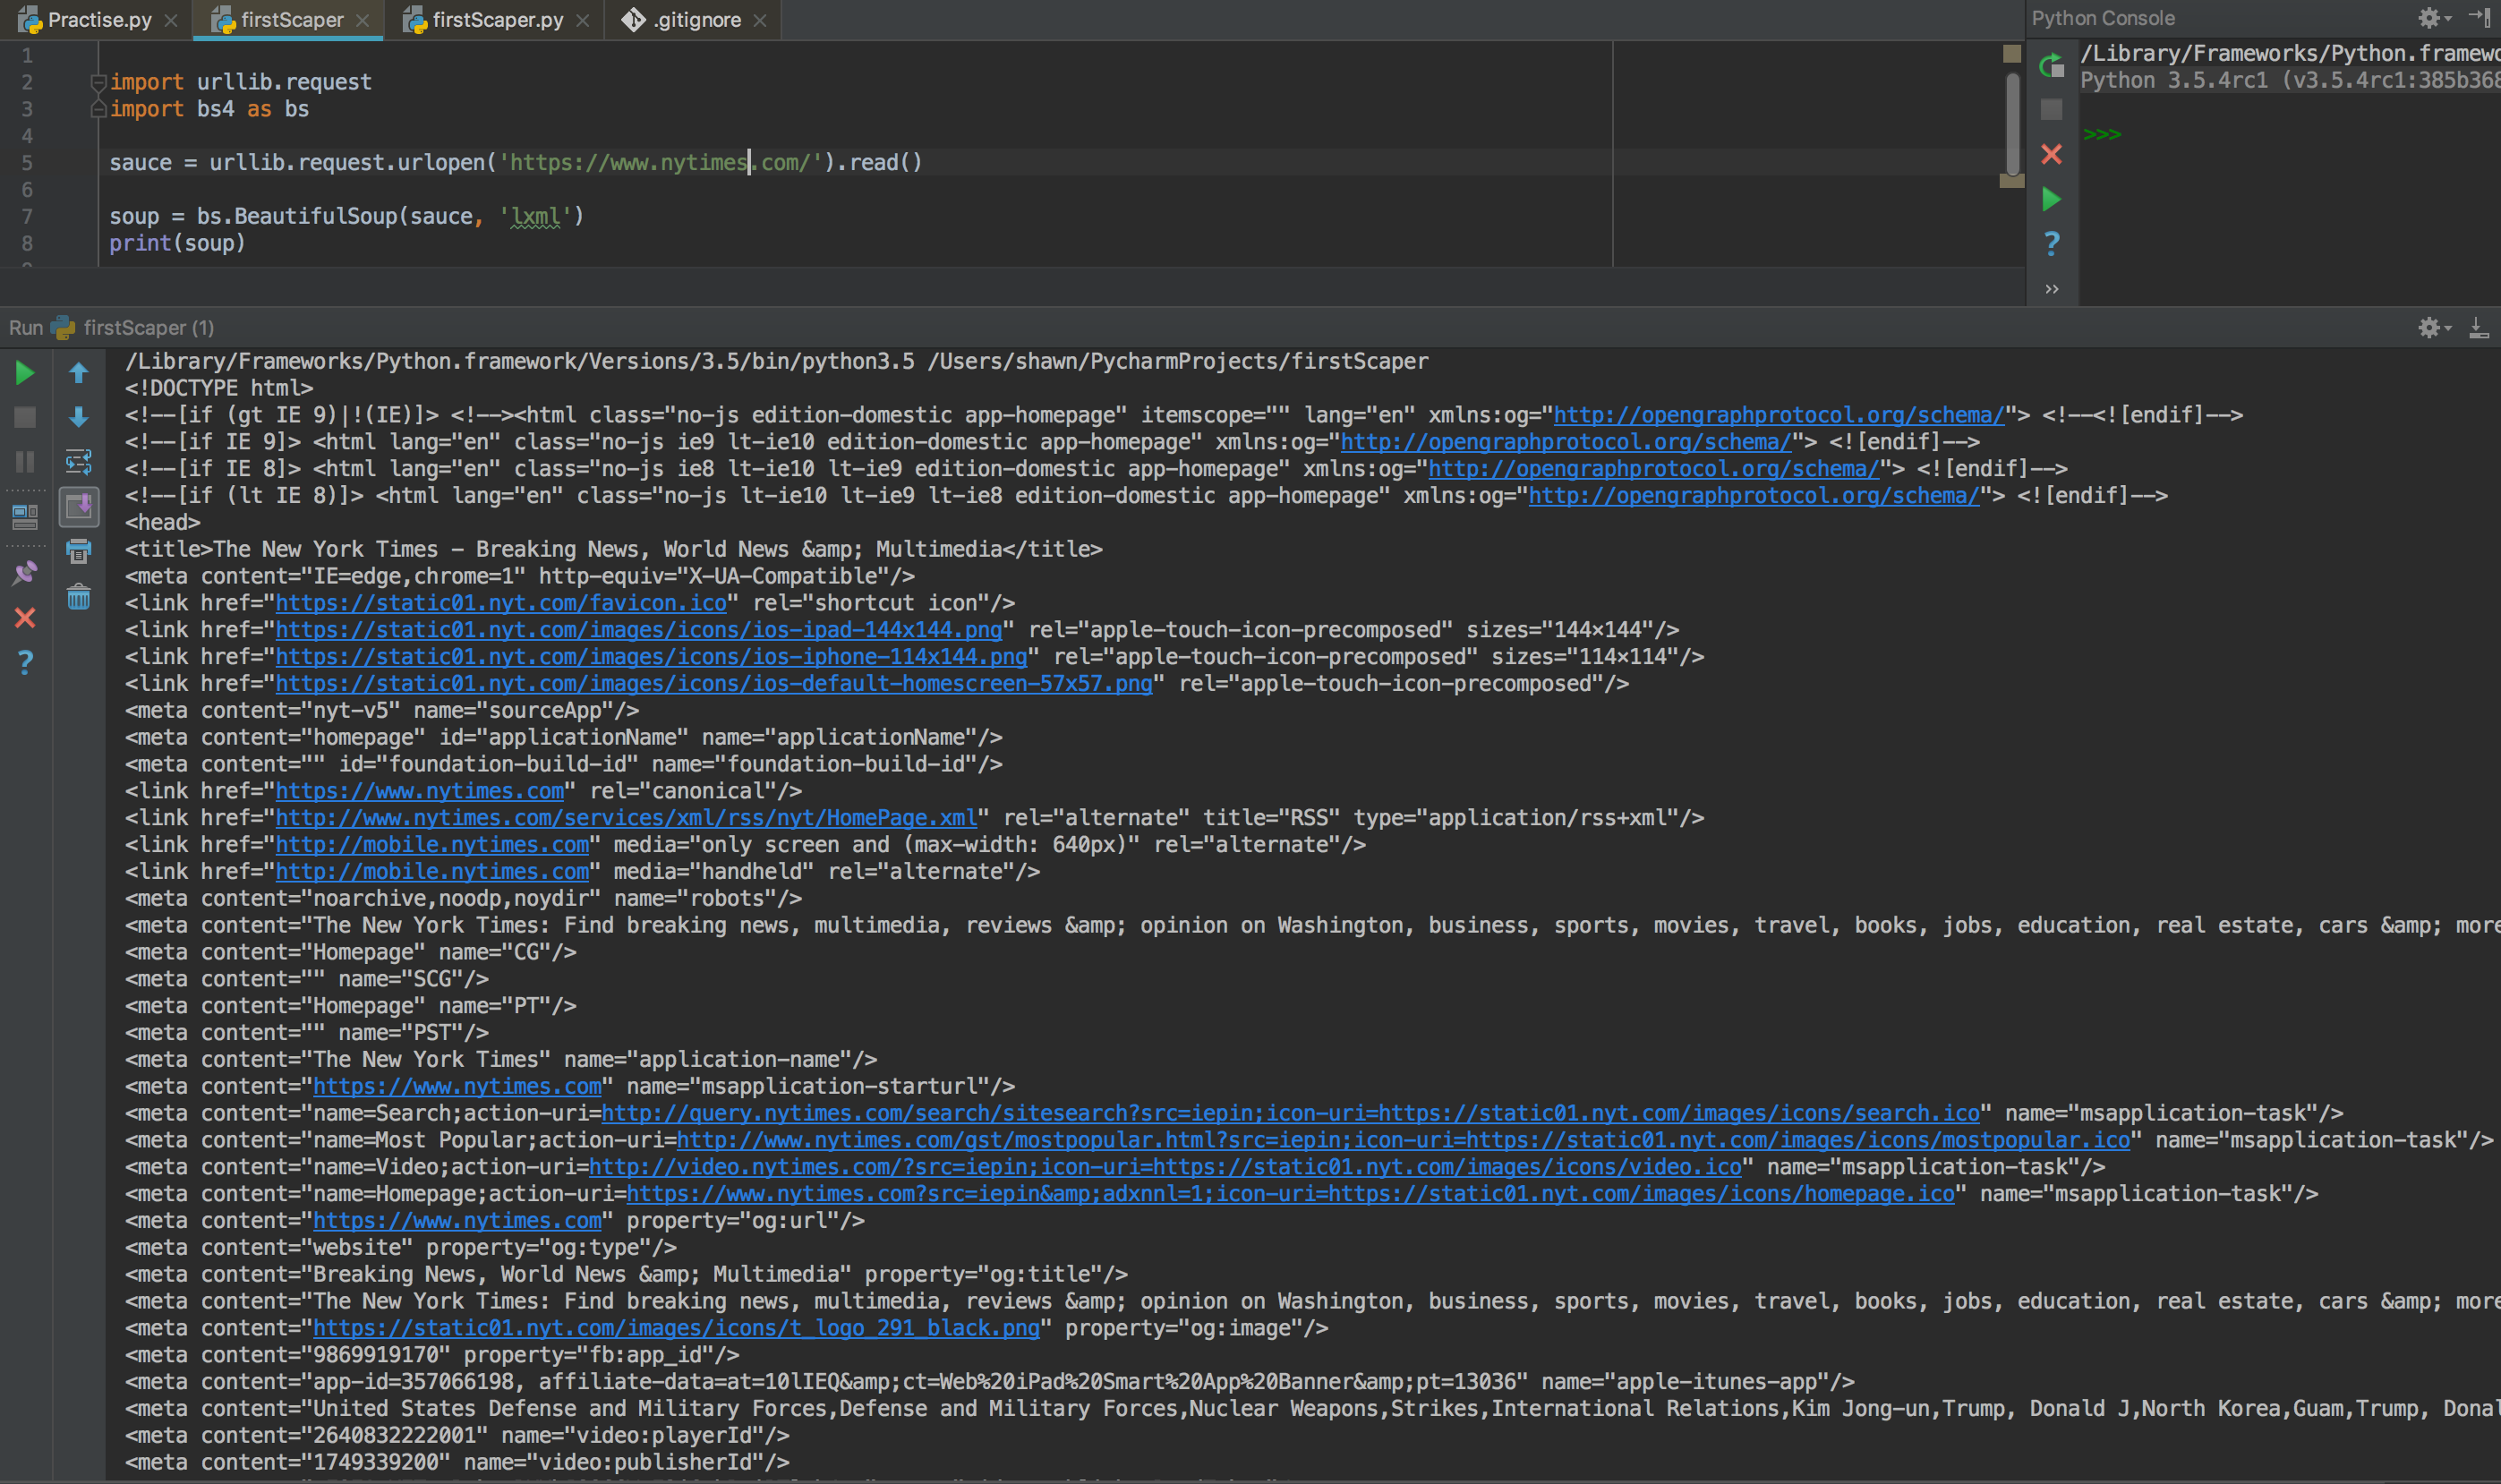 Practise.py
firstScaper
firstScaper.py
.gitignore
Python Console
1
2 import urllib.request
3 import bs4 as bs
4
5 sauce = urllib.request.urlopen('https://www.nytimes.com/').read()
6
7 soup = bs.BeautifulSoup(sauce, 'lxml')
8 print(soup)
/Library/Frameworks/Python.framewo
Python 3.5.4rc1 (v3.5.4rc1:385b368
>>>
Run firstScaper (1)
/Library/Frameworks/Python.framework/Versions/3.5/bin/python3.5 /Users/shawn/PycharmProjects/firstScaper
<!DOCTYPE html>
<!--[if (gt IE 9)|!(IE)]> <!--><html class="no-js edition-domestic app-homepage" itemscope="" lang="en" xmlns:og="http://opengraphprotocol.org/schema/"> <!--<![endif]-->
<!--[if IE 9]> <html lang="en" class="no-js ie9 lt-ie10 edition-domestic app-homepage" xmlns:og="http://opengraphprotocol.org/schema/"> <![endif]-->
<!--[if IE 8]> <html lang="en" class="no-js ie8 lt-ie10 lt-ie9 edition-domestic app-homepage" xmlns:og="http://opengraphprotocol.org/schema/"> <![endif]-->
<!--[if (lt IE 8)]> <html lang="en" class="no-js lt-ie10 lt-ie9 lt-ie8 edition-domestic app-homepage" xmlns:og="http://opengraphprotocol.org/schema/"> <![endif]-->
<head>
<title>The New York Times - Breaking News, World News &amp; Multimedia</title>
<meta content="IE=edge,chrome=1" http-equiv="X-UA-Compatible"/>
<link href="https://static01.nyt.com/favicon.ico" rel="shortcut icon"/>
<link href="https://static01.nyt.com/images/icons/ios-ipad-144x144.png" rel="apple-touch-icon-precomposed" sizes="144×144"/>
<link href="https://static01.nyt.com/images/icons/ios-iphone-114x144.png" rel="apple-touch-icon-precomposed" sizes="114×114"/>
<link href="https://static01.nyt.com/images/icons/ios-default-homescreen-57x57.png" rel="apple-touch-icon-precomposed"/>
<meta content="nyt-v5" name="sourceApp"/>
<meta content="homepage" id="applicationName" name="applicationName"/>
<meta content="" id="foundation-build-id" name="foundation-build-id"/>
<link href="https://www.nytimes.com" rel="canonical"/>
<link href="http://www.nytimes.com/services/xml/rss/nyt/HomePage.xml" rel="alternate" title="RSS" type="application/rss+xml"/>
<link href="http://mobile.nytimes.com" media="only screen and (max-width: 640px)" rel="alternate"/>
<link href="http://mobile.nytimes.com" media="handheld" rel="alternate"/>
<meta content="noarchive,noodp,noydir" name="robots"/>
<meta content="The New York Times: Find breaking news, multimedia, reviews &amp; opinion on Washington, business, sports, movies, travel, books, jobs, education, real estate, cars &amp; more
<meta content="Homepage" name="CG"/>
<meta content="" name="SCG"/>
<meta content="Homepage" name="PT"/>
<meta content="" name="PST"/>
<meta content="The New York Times" name="application-name"/>
<meta content="https://www.nytimes.com" name="msapplication-starturl"/>
<meta content="name=Search;action-uri=http://query.nytimes.com/search/sitesearch?src=iepin;icon-uri=https://static01.nyt.com/images/icons/search.ico" name="msapplication-task"/>
<meta content="name=Most Popular;action-uri=http://www.nytimes.com/gst/mostpopular.html?src=iepin;icon-uri=https://static01.nyt.com/images/icons/mostpopular.ico" name="msapplication-task"/>
<meta content="name=Video;action-uri=http://video.nytimes.com/?src=iepin;icon-uri=https://static01.nyt.com/images/icons/video.ico" name="msapplication-task"/>
<meta content="name=Homepage;action-uri=https://www.nytimes.com?src=iepin&amp;adxnnl=1;icon-uri=https://static01.nyt.com/images/icons/homepage.ico" name="msapplication-task"/>
<meta content="https://www.nytimes.com" property="og:url"/>
<meta content="website" property="og:type"/>
<meta content="Breaking News, World News &amp; Multimedia" property="og:title"/>
<meta content="The New York Times: Find breaking news, multimedia, reviews &amp; opinion on Washington, business, sports, movies, travel, books, jobs, education, real estate, cars &amp; more
<meta content="https://static01.nyt.com/images/icons/t_logo_291_black.png" property="og:image"/>
<meta content="9869919170" property="fb:app_id"/>
<meta content="app-id=357066198, affiliate-data=at=10lIEQ&amp;ct=Web%20iPad%20Smart%20App%20Banner&amp;pt=13036" name="apple-itunes-app"/>
<meta content="United States Defense and Military Forces,Defense and Military Forces,Nuclear Weapons,Strikes,International Relations,Kim Jong-un,Trump, Donald J,North Korea,Guam,Trump, Donal
<meta content="2640832222001" name="video:playerId"/>
<meta content="1749339200" name="video:publisherId"/>